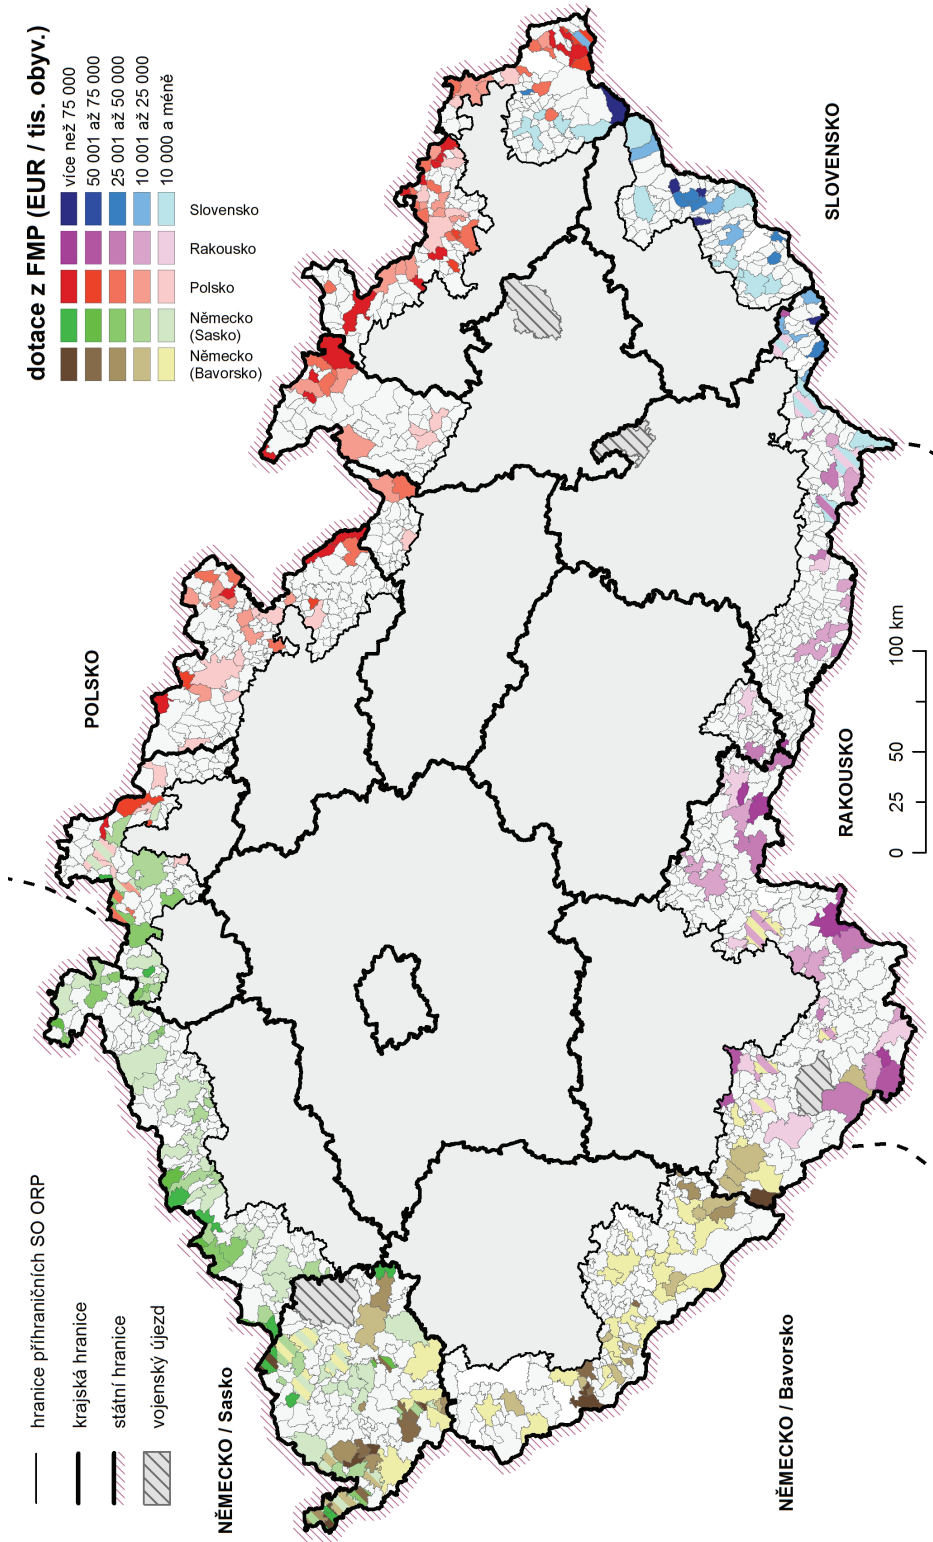 dotace z FMP (EUR / tis. obyv.)
více než 75 000
50 001 až 75 000
25 001 až 50 000
10 001 až 25 000
10 000 a méně
Slovensko
Rakousko
Polsko
Německo
(Sasko)
Německo
(Bavorsko)
hranice příhraničních SO ORP
krajská hranice
státní hranice
vojenský újezd
POLSKO
SLOVENSKO
RAKOUSKO
NĚMECKO / Sasko
NĚMECKO / Bavorsko
0 25 50 100 km